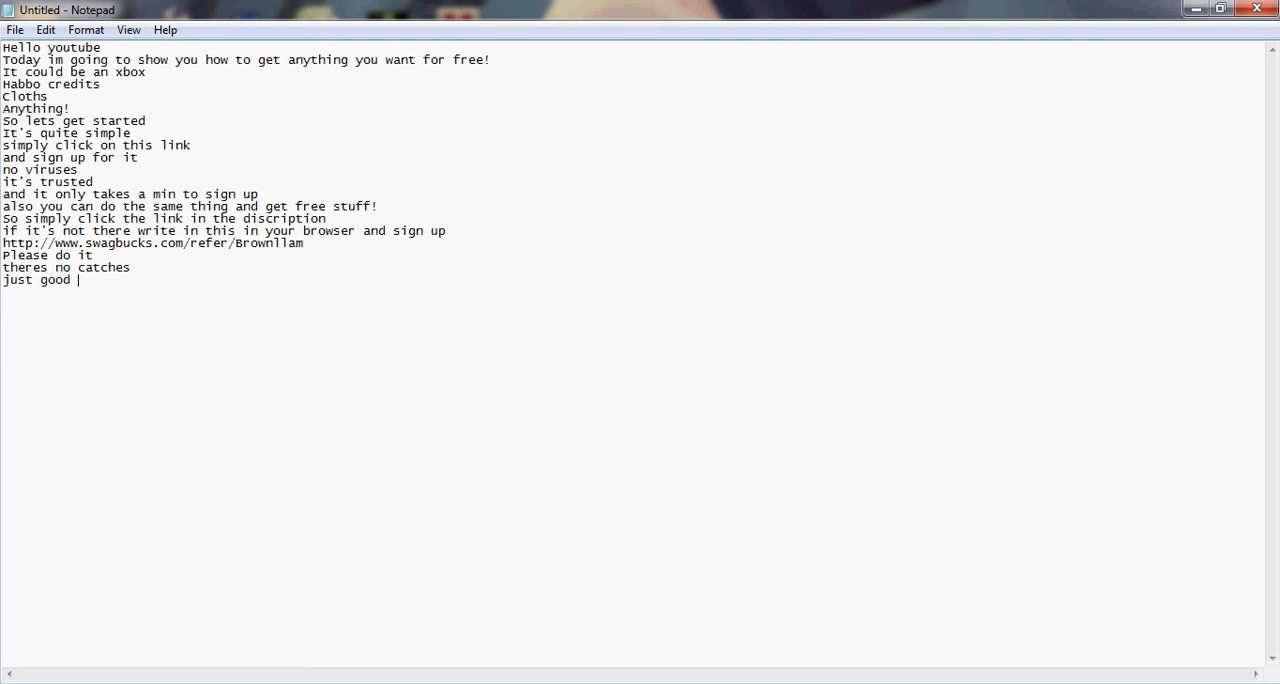 Untitled - Notepad
File Edit Format View Help
Hello youtube
Today im going to show you how to get anything you want for free!
It could be an xbox
Habbo credits
Cloths
Anything!
So lets get started
It's quite simple
simply click on this link
and sign up for it
no viruses
it's trusted
and it only takes a min to sign up
also you can do the same thing and get free stuff!
So simply click the link in the discription
if it's not there write in this in your browser and sign up
http://www.swagbucks.com/refer/Brownllam
Please do it
theres no catches
just good